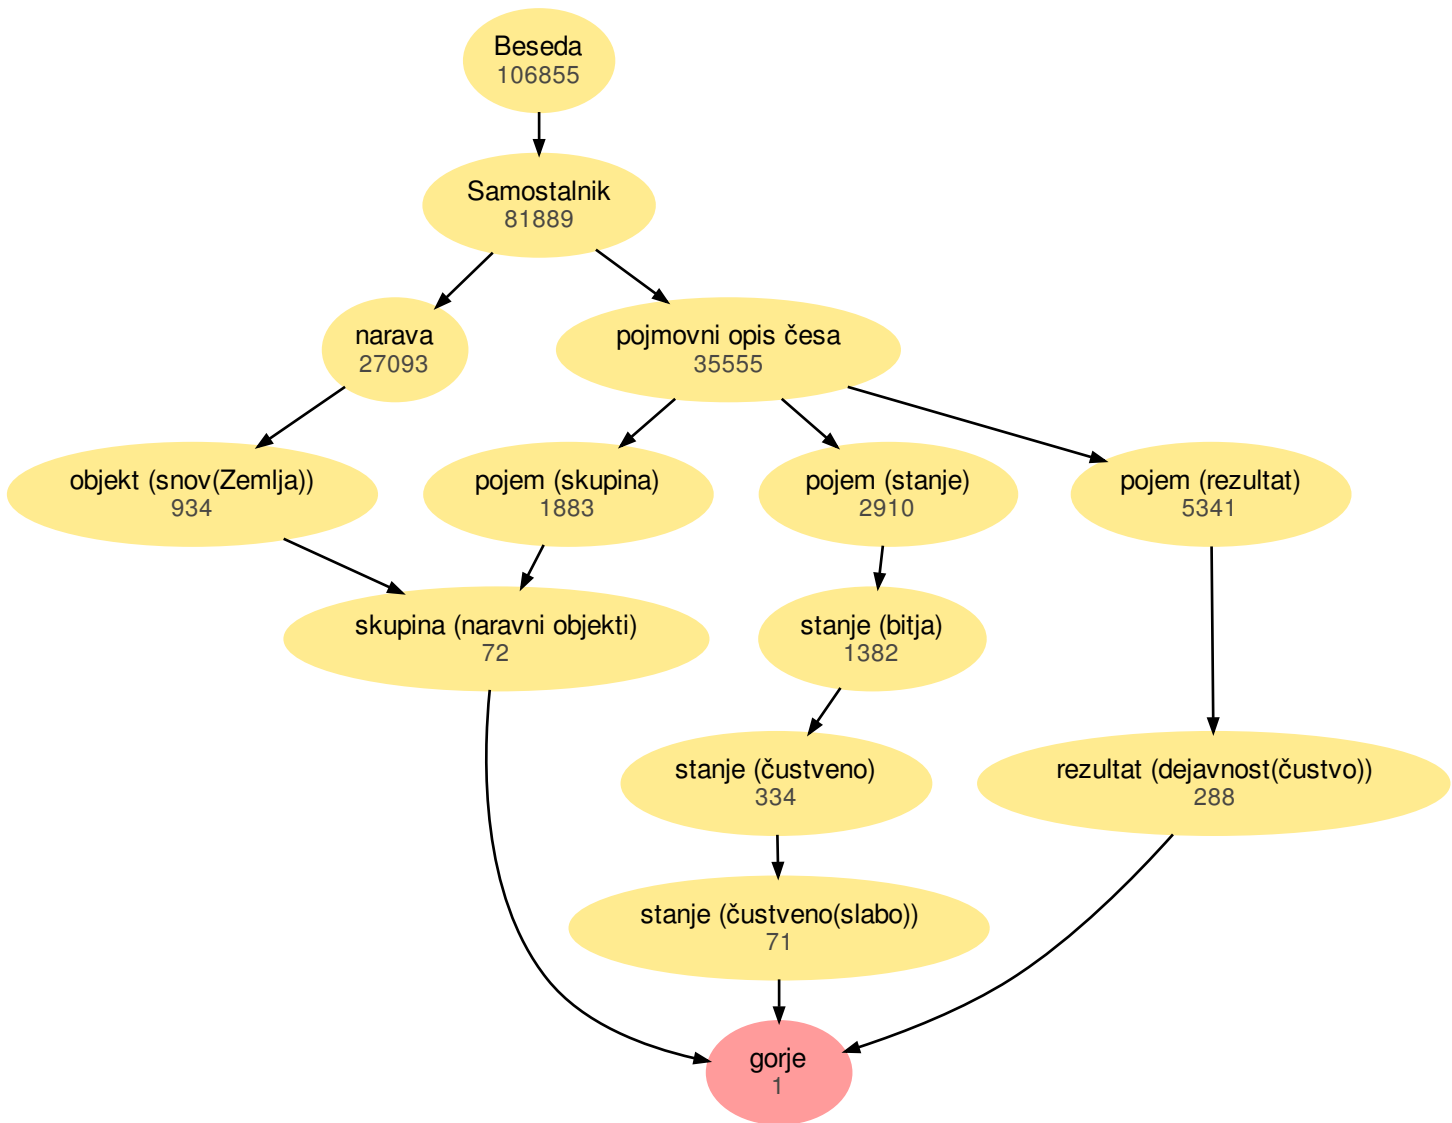 Beseda
106855
Samostalnik
81889
narava
27093
pojmovni opis česa
35555
objekt (snov(Zemlja))
934
pojem (skupina)
1883
pojem (stanje)
2910
pojem (rezultat)
5341
skupina (naravni objekti)
72
stanje (bitja)
1382
stanje (čustveno)
334
rezultat (dejavnost(čustvo))
288
stanje (čustveno(slabo))
71
gorje
1